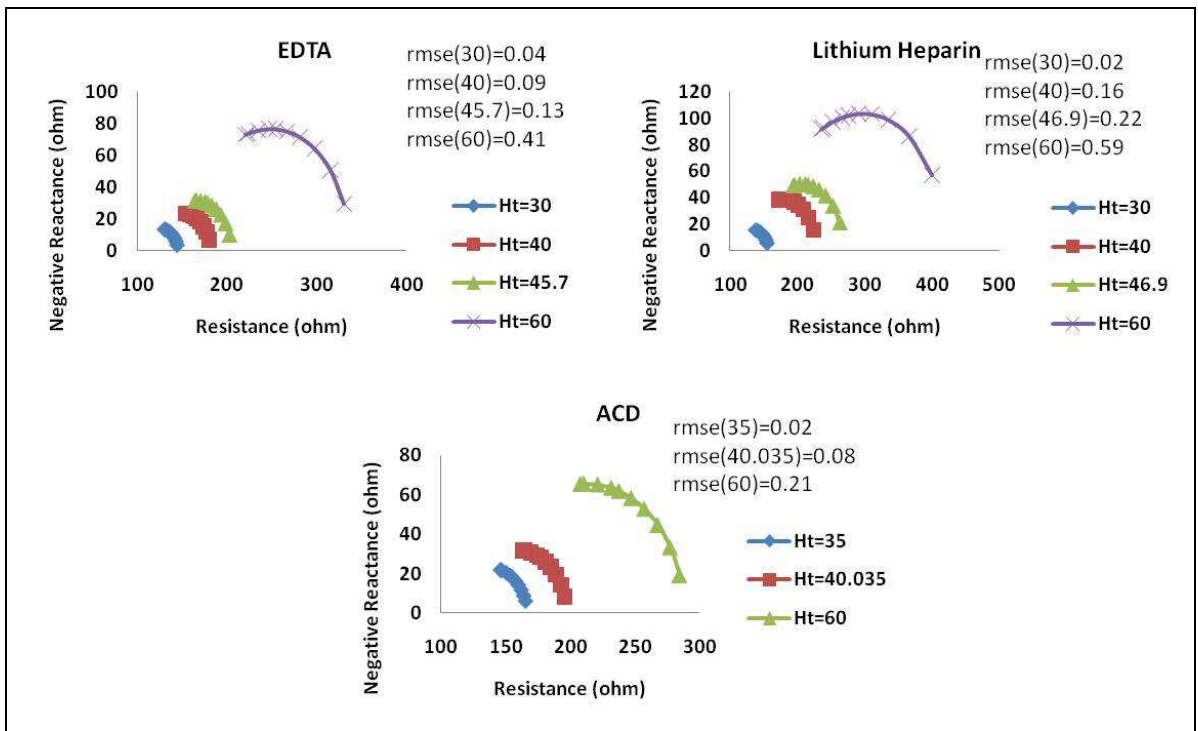 EDTA
rmse(30)=0.04
rmse(40)=0.09
rmse(45.7)=0.13
rmse(60)=0.41
Negative Reactance (ohm)
100
80
60
40
20
0
100 200 300 400
Resistance (ohm)
Ht=30
Ht=40
Ht=45.7
Ht=60
Lithium Heparin
rmse(30)=0.02
rmse(40)=0.16
rmse(46.9)=0.22
rmse(60)=0.59
Negative Reactance (ohm)
120
100
80
60
40
20
0
100 200 300 400 500
Resistance (ohm)
Ht=30
Ht=40
Ht=46.9
Ht=60
ACD
rmse(35)=0.02
rmse(40.035)=0.08
rmse(60)=0.21
Negative Reactance (ohm)
80
60
40
20
0
100 150 200 250 300
Resistance (ohm)
Ht=35
Ht=40.035
Ht=60